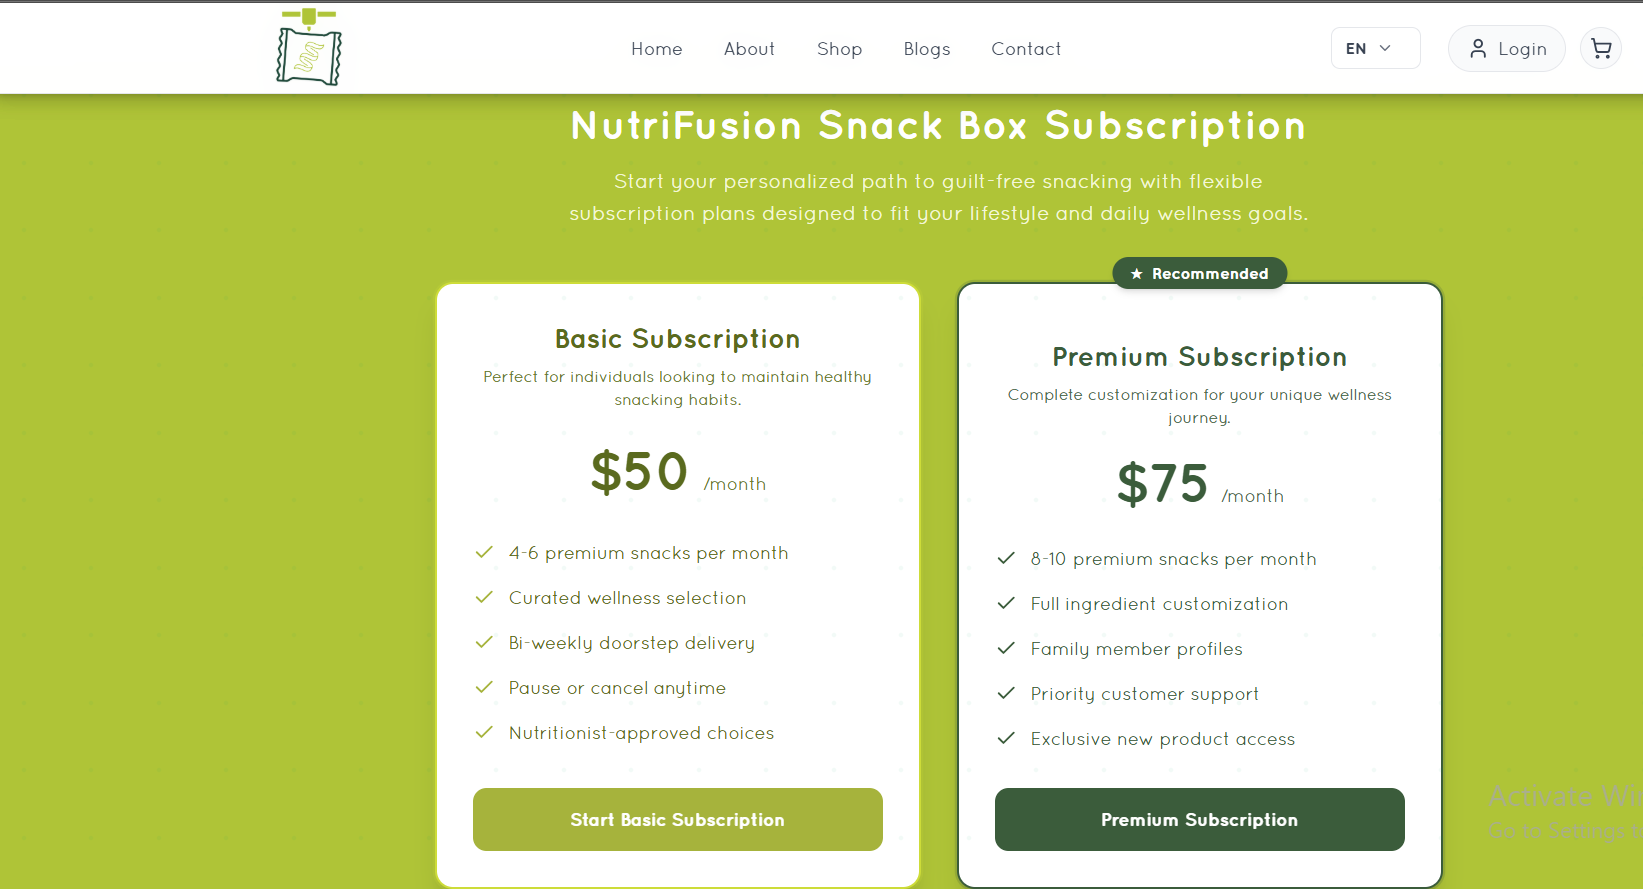 Home About Shop Blogs Contact EN Login
NutriFusion Snack Box Subscription
Start your personalized path to guilt-free snacking with flexible
subscription plans designed to fit your lifestyle and daily wellness goals.
Basic Subscription
Perfect for individuals looking to maintain healthy
snacking habits.
$50 /month
4-6 premium snacks per month
Curated wellness selection
Bi-weekly doorstep delivery
Pause or cancel anytime
Nutritionist-approved choices
Start Basic Subscription
★ Recommended
Premium Subscription
Complete customization for your unique wellness
journey.
$75 /month
8-10 premium snacks per month
Full ingredient customization
Family member profiles
Priority customer support
Exclusive new product access
Premium Subscription
Activate
Go to Settings